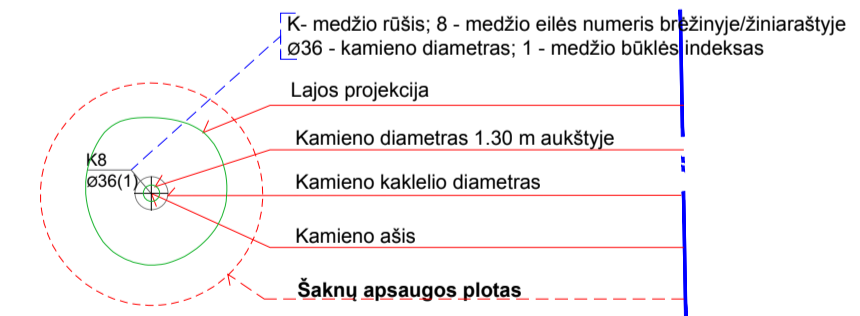 K- medžio rūšis; 8 - medžio eilės numeris brėžinyje/žiniaraštyje
ø36 - kamieno diametras; 1 - medžio būklės indeksas
Lajos projekcija
Kamieno diametras 1.30 m aukštyje
K8
ø36(1)
Kamieno kaklelio diametras
Kamieno ašis
Šaknų apsaugos plotas